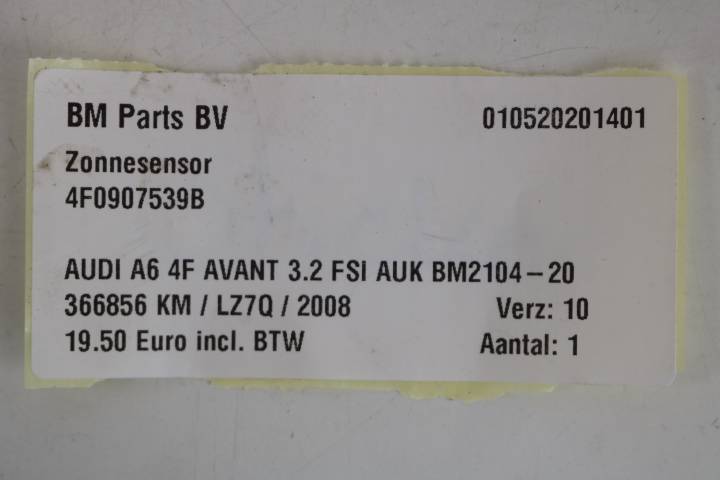 BM Parts BV 010520201401
Zonnesensor
4F0907539B
AUDI A6 4F AVANT 3.2 FSI AUK BM2104-20
366856 KM / LZ7Q / 2008 Verz: 10
19.50 Euro incl. BTW Aantal: 1